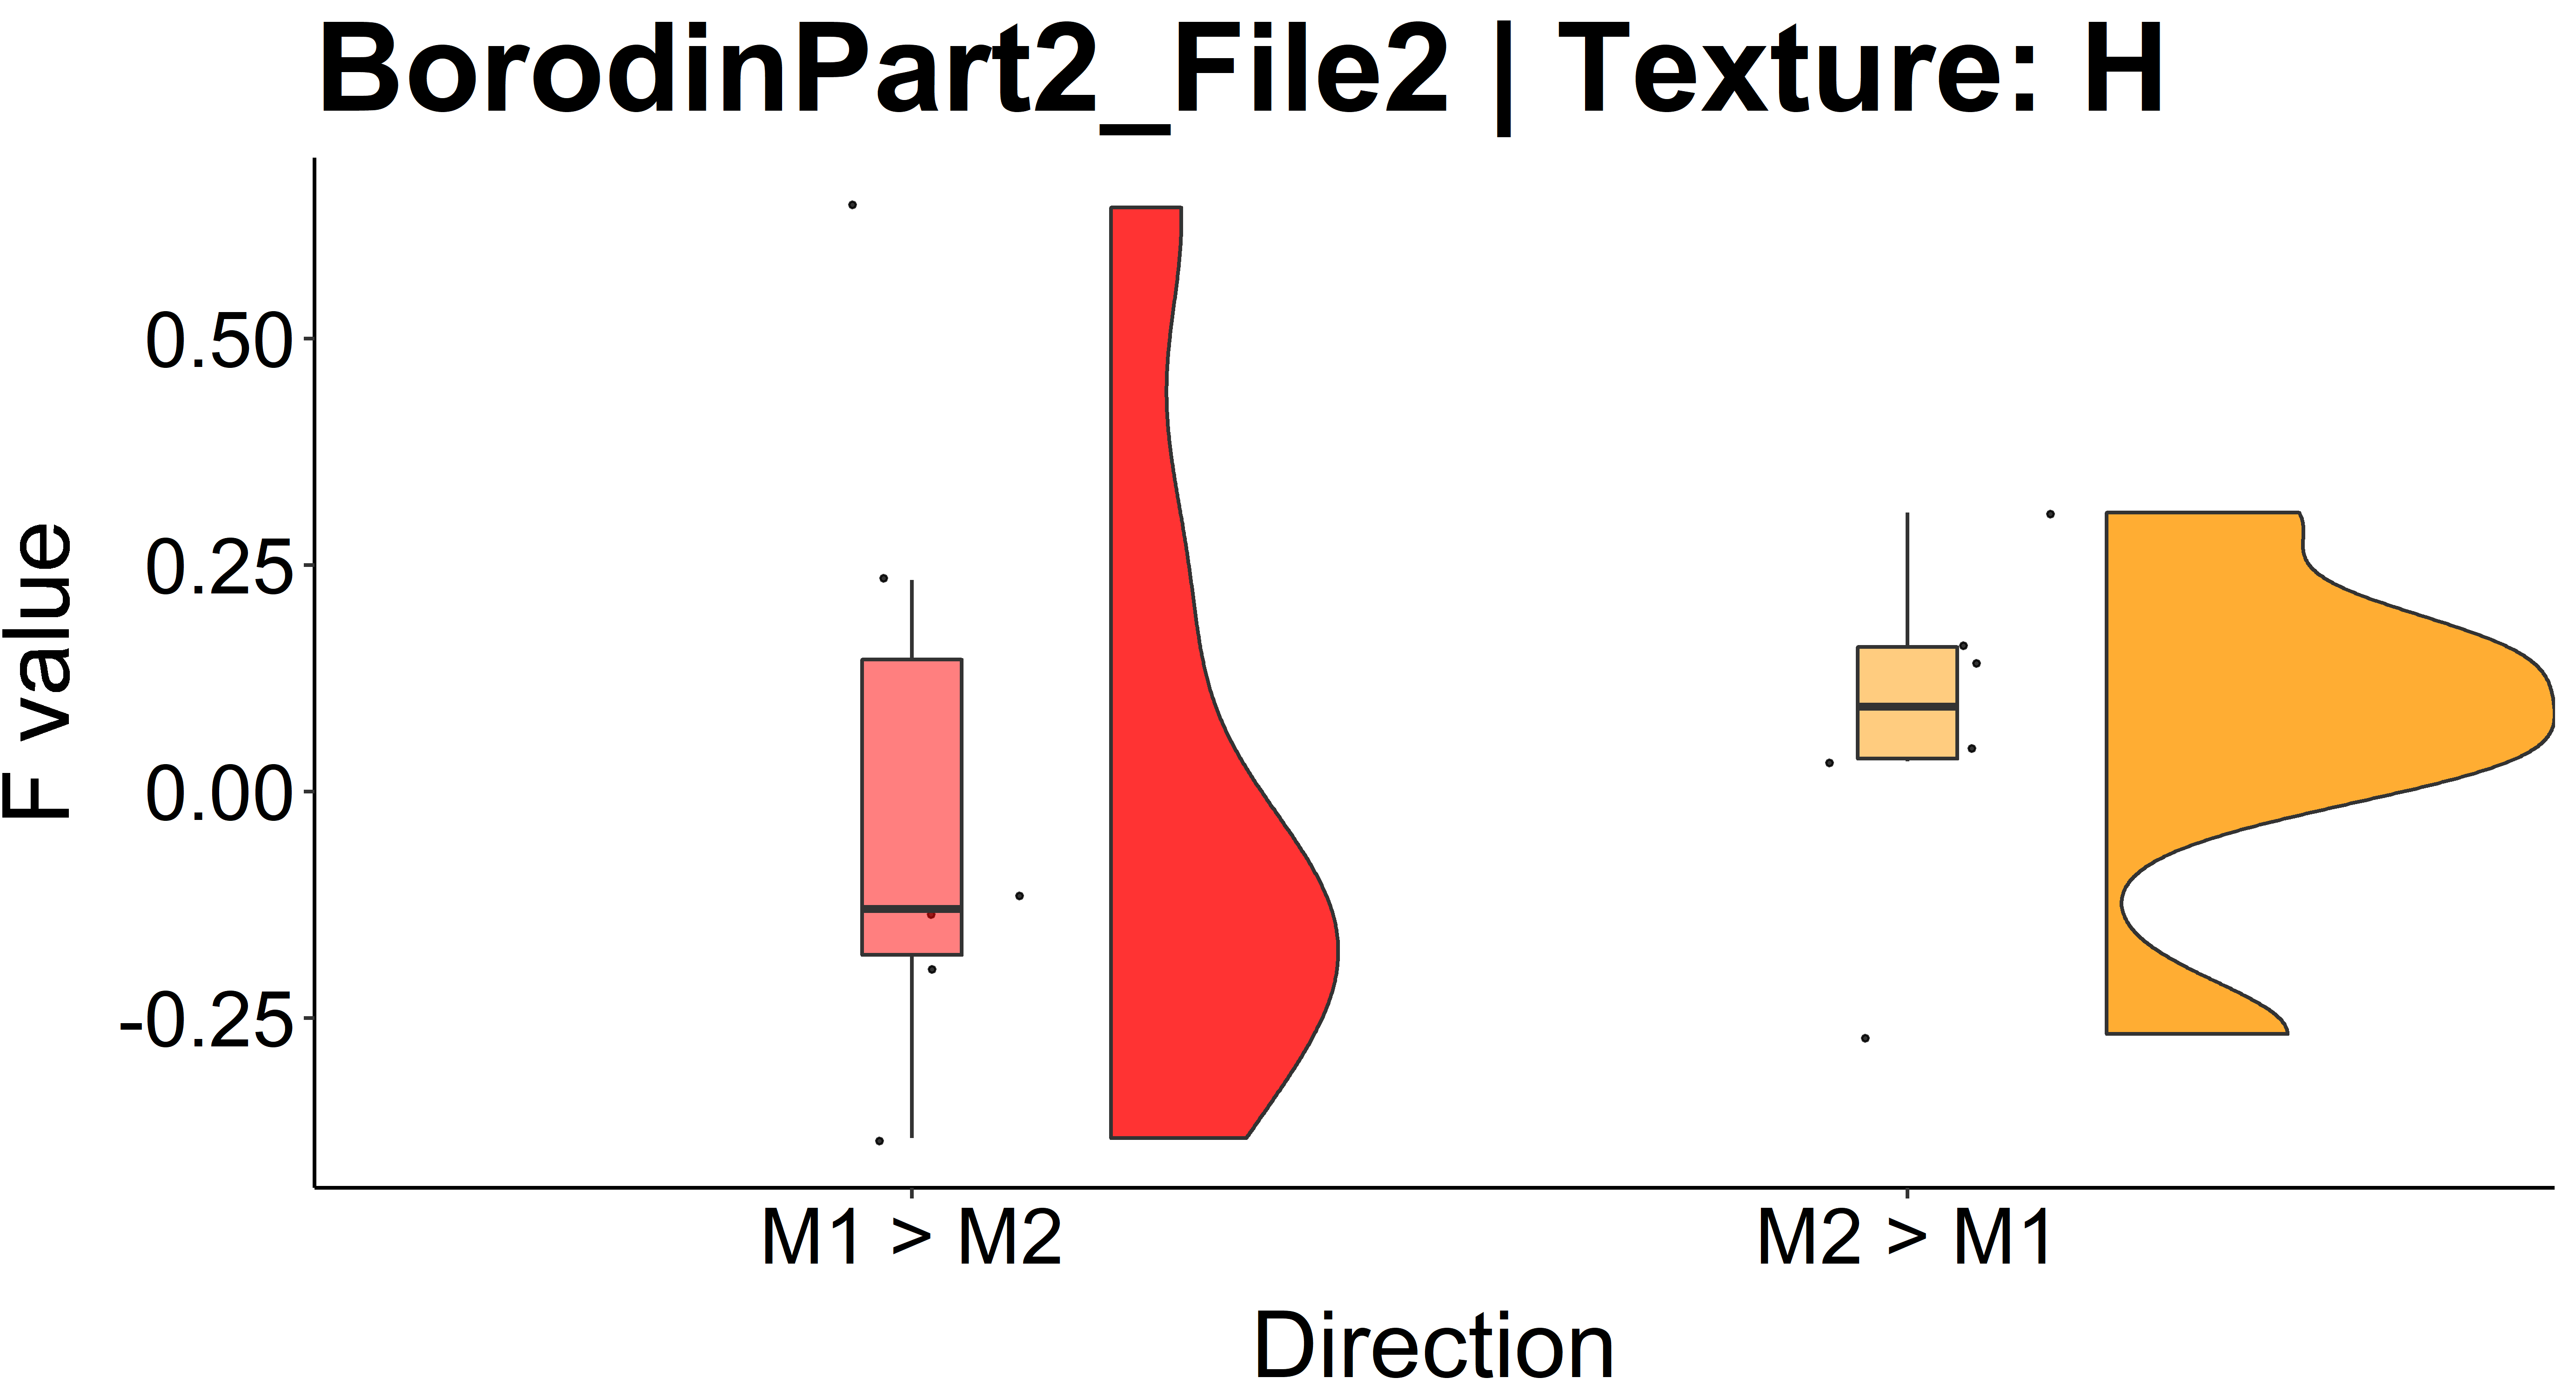 BorodinPart2_File2 | Texture: H
F value
0.50
0.25
0.00
-0.25
M1 > M2
M2 > M1
Direction